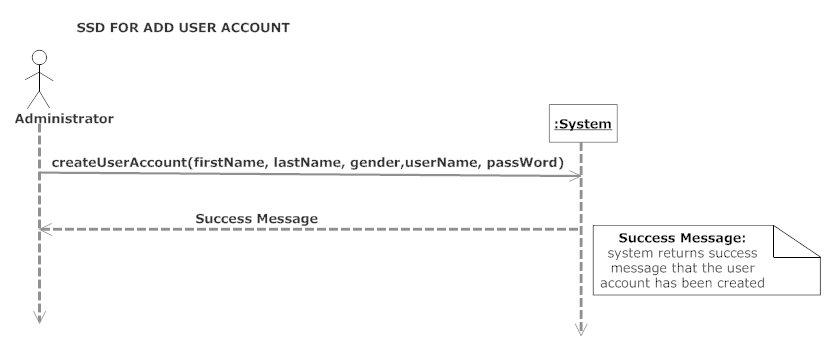 SSD FOR ADD USER ACCOUNT
Administrator
:System
createUserAccount(firstName, lastName, gender,userName, passWord)
Success Message
Success Message:
system returns success
message that the user
account has been created